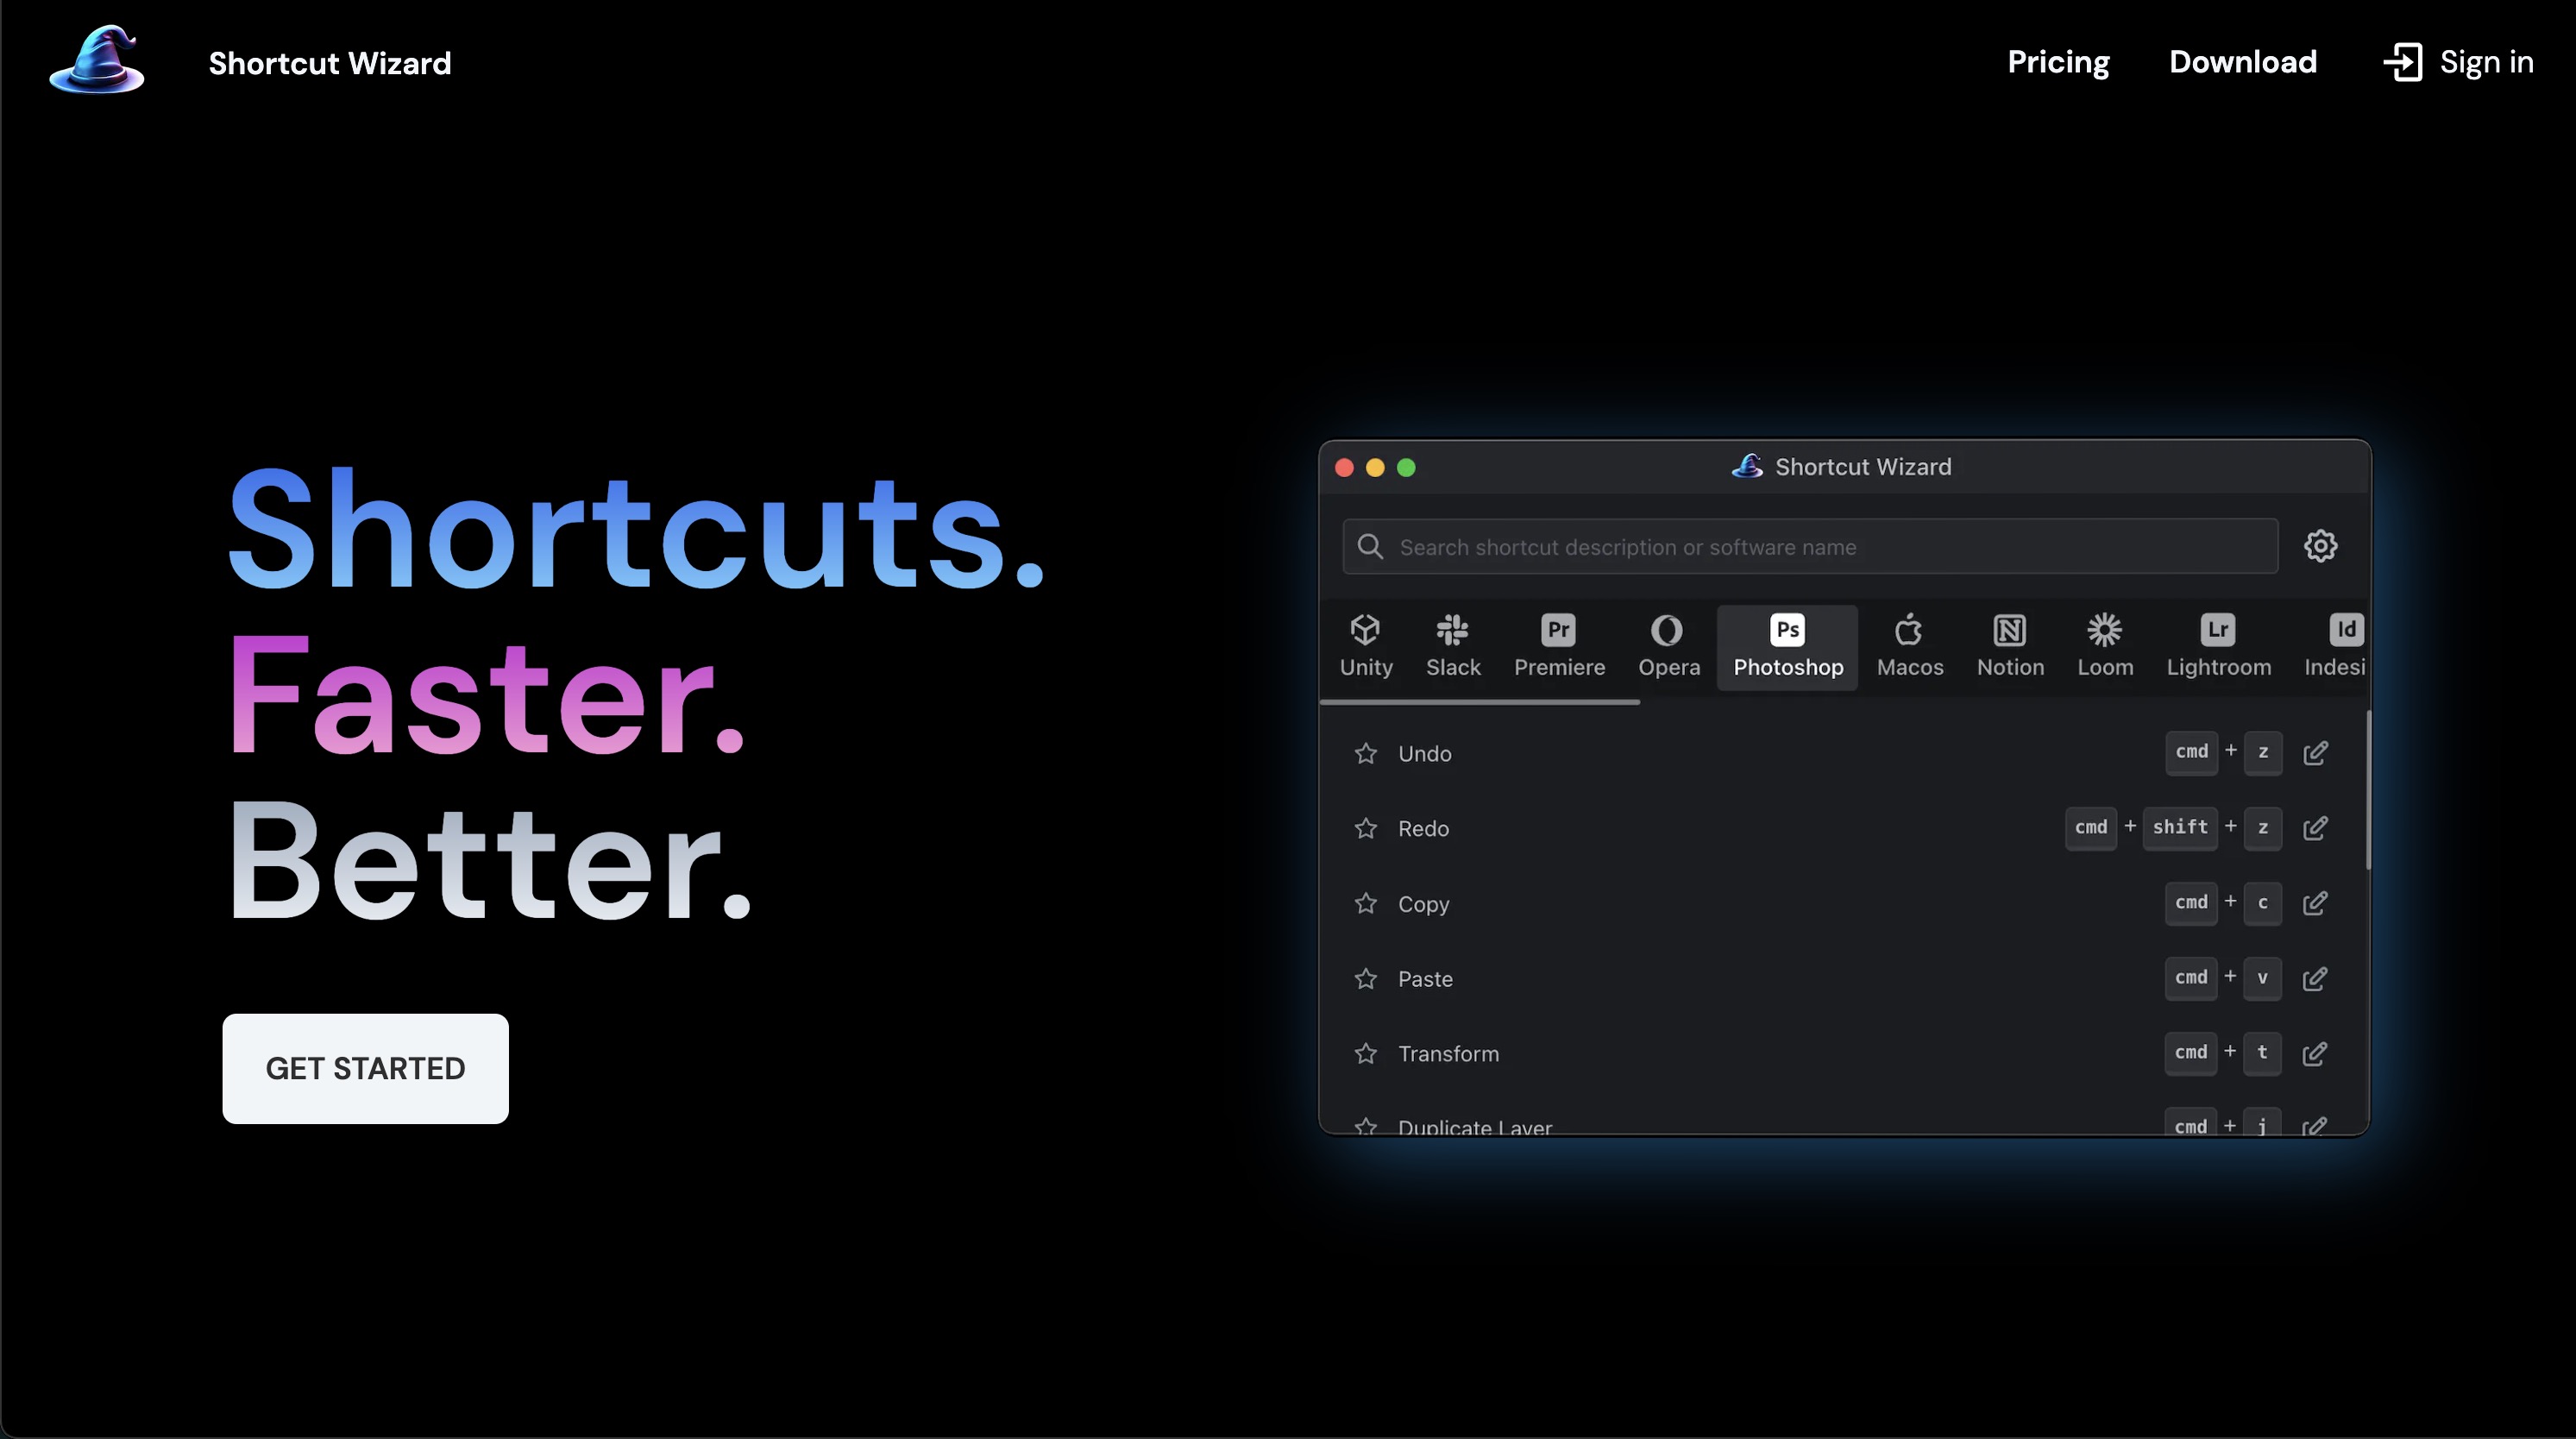 Shortcut Wizard
Pricing
Download
Sign in
Shortcuts.
Faster.
Better.
GET STARTED
Shortcut Wizard
Search shortcut description or software name
Pr Ps N Lr Id
Unity Slack Premiere Opera Photoshop Macos Notion Loom Lightroom Indesi
Undo cmd + z
Redo cmd + shift + z
Copy cmd + c
Paste cmd + v
Transform cmd + t
Duplicate Layer cmd + j